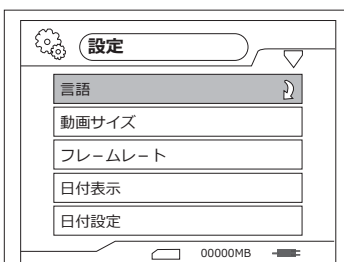 設定
言語
動画サイズ
フレームレート
日付表示
日付設定
00000MB